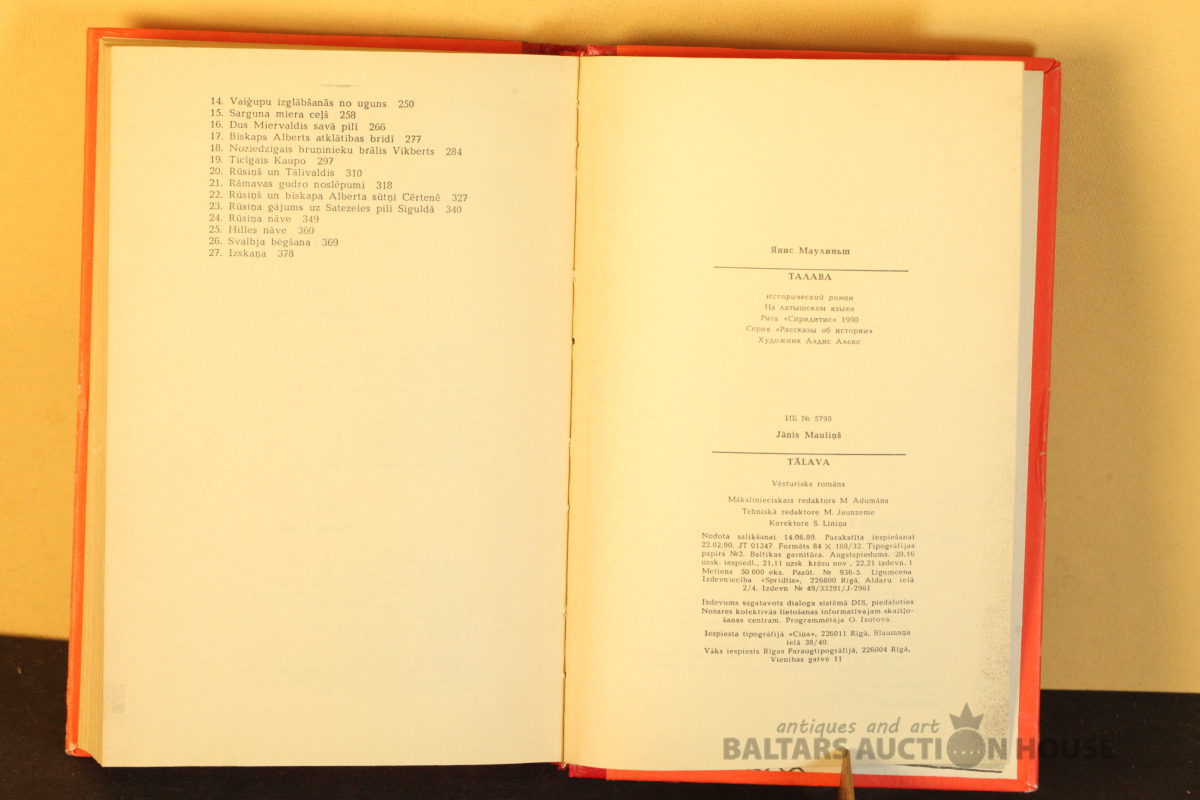 14. Vaiģupu izglābšanās no uguns 250
15. Sarguna miera ceļš 258
16. Dus Miervaldis savā pilī 266
17. Biskaps Alberts atklātības brīdī 277
18. Noziedzīgais bruņinieku brālis Vikberts 284
19. Ticīgais Kaupo 297
20. Rūsiņš un Tālivaldis 310
21. Rāmavas gudro noslēpumi 318
22. Rūsiņš un biskapa Alberta sūtņi Cērtenē 327
23. Rūsiņa gājums uz Satezeles pili Siguldā 340
24. Rūsiņa nāve 349
25. Hilles nāve 360
26. Svalbja bēgšana 369
27. Izskaņa 378
Янис Маулиньш
ТАЛАВА
Исторический роман
На латышском языке
Рига «Спридитис» 1990
Серия «Рассказы об истории»
Художник Алдис Алекс
ИБ № 5790
Jānis Mauliņš
TĀLAVA
Vēsturisks romāns
Mākslinieciskais redaktors M Adumāns
Tehniskā redaktore M. Jaunzeme
Korektore S. Liniņa
Nodota salikšanai 14.06.89. Parakstīta iespiešanai
22.02.90. JT 01247 Formāts 84 × 108/32. Tipogrāfijas
papīrs №2. Baltikas garnitūra. Augstspiedums. 20,16
uzsk. iespiedl., 21,11 uzsk krāsu nov., 22,21 izdevn. l
Metiens 50 000 eks. Pasūt. № 936-5. Līgumcena
Izdevniecība «Sprīdītis», 226800 Rīgā, Aldaru ielā
2/4. Izdevn № 49/33291/J-2961
Izdevums sagatavots dialoga sistēmā DIS, piedaloties
Nozares kolektīvās lietošanas informatīvajam skaitļo-
šanas centram. Programmētāja O. Izotova.
Iespiesta tipogrāfijā «Cīņa», 226011 Rīgā, Blaumaņa
ielā 38/40.
Vāks iespiests Rīgas Paraugtipogrāfijā, 226004 Rīgā,
Vienības gatvē 11
antiques and art
BALTARS AUCTION HOUSE